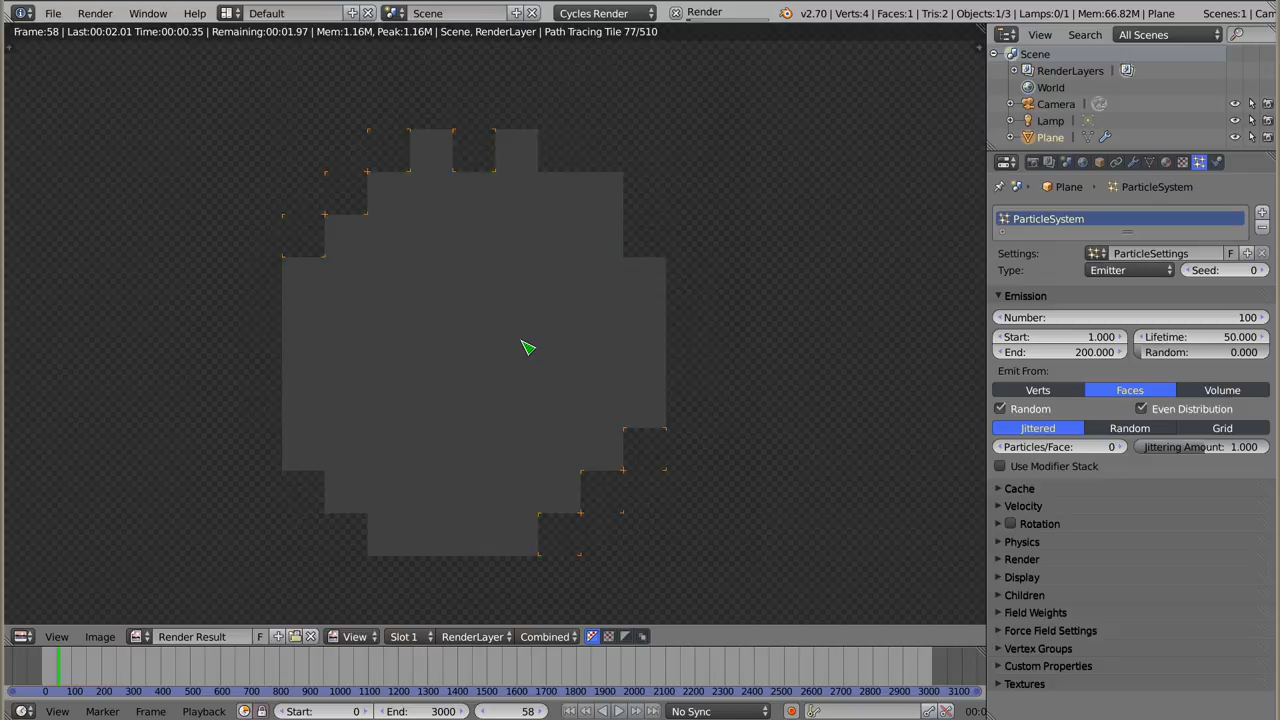 File Render Window Help Default Scene Cycles Render Render v2.70 | Verts:4 | Faces:1 | Tris:2 | Objects:1/3 | Lamps:0/1 | Mem:66.82M | Plane Scenes:1 | Cam
Frame:58 | Last:00:02.01 Time:00:00.35 | Remaining:00:01.97 | Mem:1.16M, Peak:1.16M | Scene, RenderLayer | Path Tracing Tile 77/510
View Search All Scenes
Scene
RenderLayers
World
Camera
Lamp
Plane
Plane ParticleSystem
ParticleSystem
Settings: ParticleSettings F
Type: Emitter Seed: 0
Emission
Number: 100
Start: 1.000 Lifetime: 50.000
End: 200.000 Random: 0.000
Emit From:
Verts Faces Volume
Random Even Distribution
Jittered Random Grid
Particles/Face: 0 Jittering Amount: 1.000
Use Modifier Stack
Cache
Velocity
Rotation
Physics
Render
Display
Children
Field Weights
Force Field Settings
Vertex Groups
Custom Properties
Textures
View Image Render Result F View Slot 1 RenderLayer Combined
0 100 200 300 400 500 600 700 800 900 1000 1100 1200 1300 1400 1500 1600 1700 1800 1900 2000 2100 2200 2300 2400 2500 2600 2700 2800 2900 3000 3100
View Marker Frame Playback Start: 0 End: 3000 58 No Sync 00:0